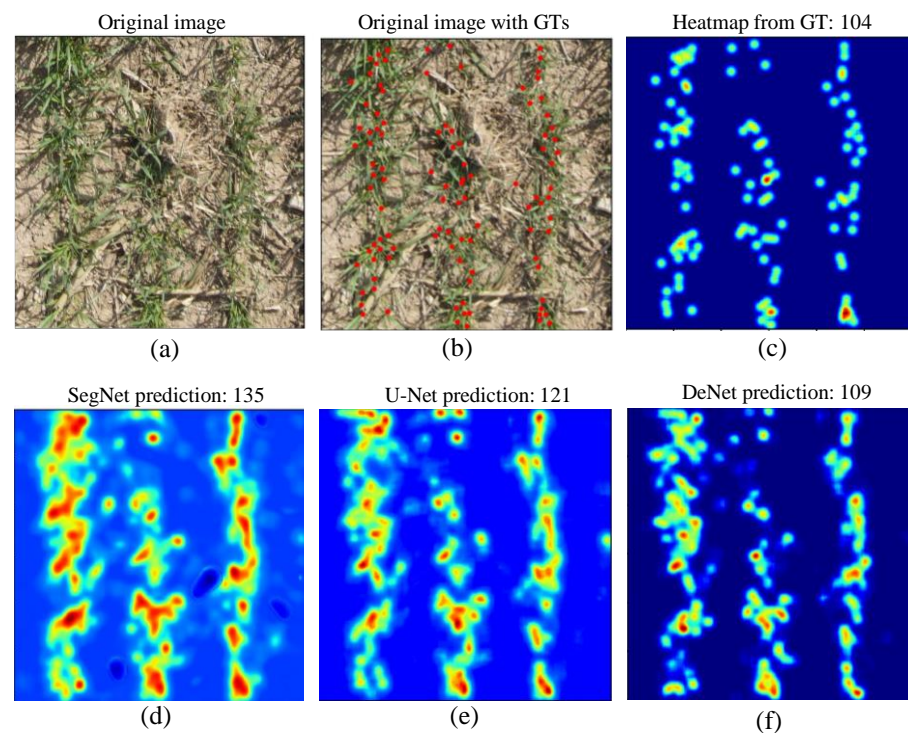 Original image
Original image with GTs
Heatmap from GT: 104
(a)
(b)
(c)
SegNet prediction: 135
U-Net prediction: 121
DeNet prediction: 109
(d)
(e)
(f)